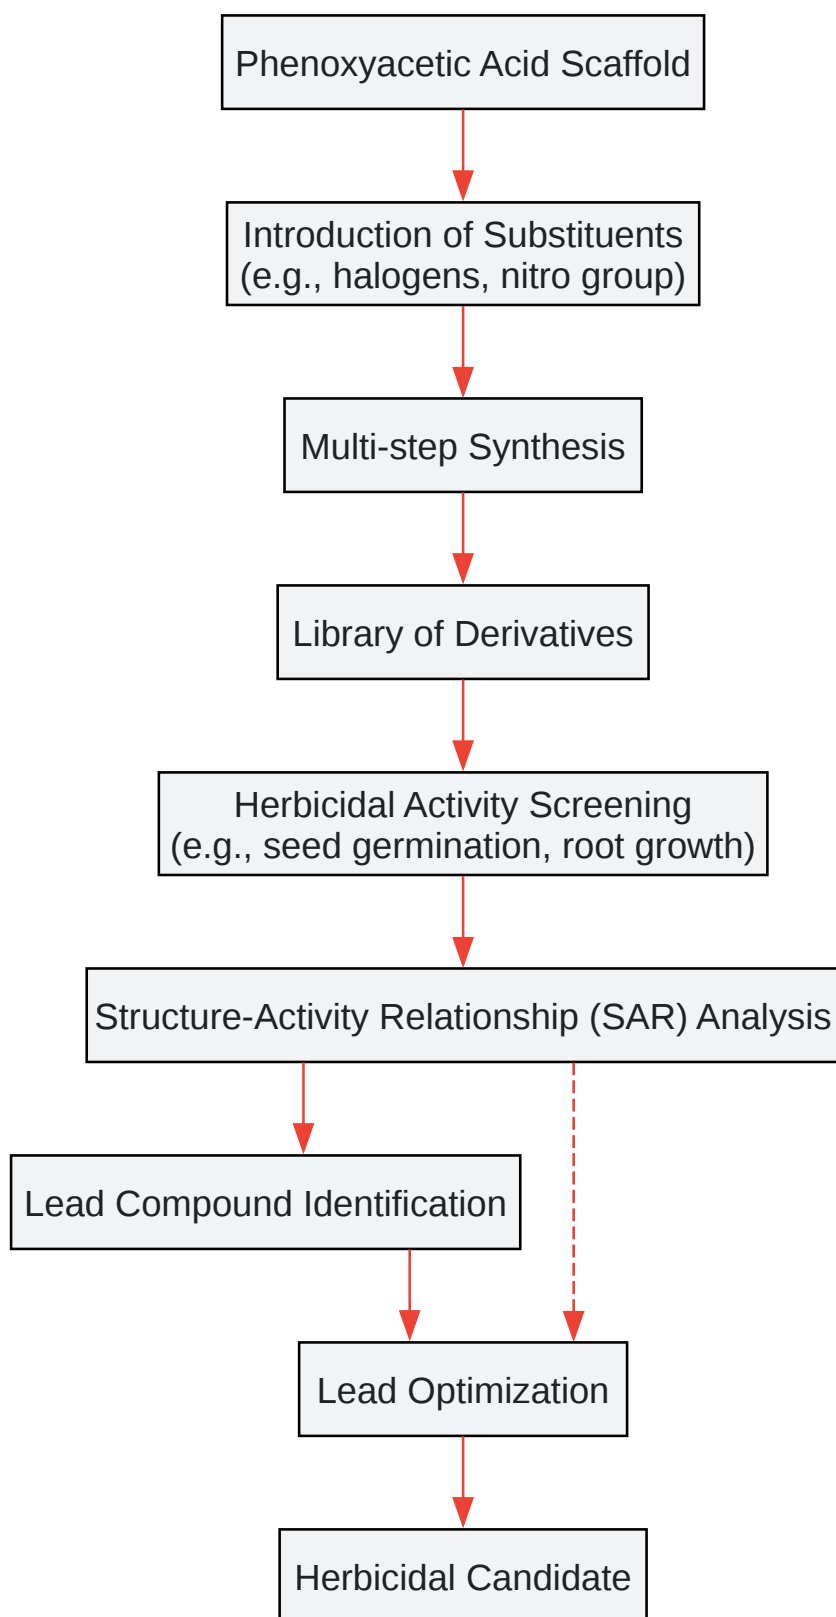 Phenoxyacetic Acid Scaffold
Introduction of Substituents
(e.g., halogens, nitro group)
Multi-step Synthesis
Library of Derivatives
Herbicidal Activity Screening
(e.g., seed germination, root growth)
Structure-Activity Relationship (SAR) Analysis
Lead Compound Identification
Lead Optimization
Herbicidal Candidate